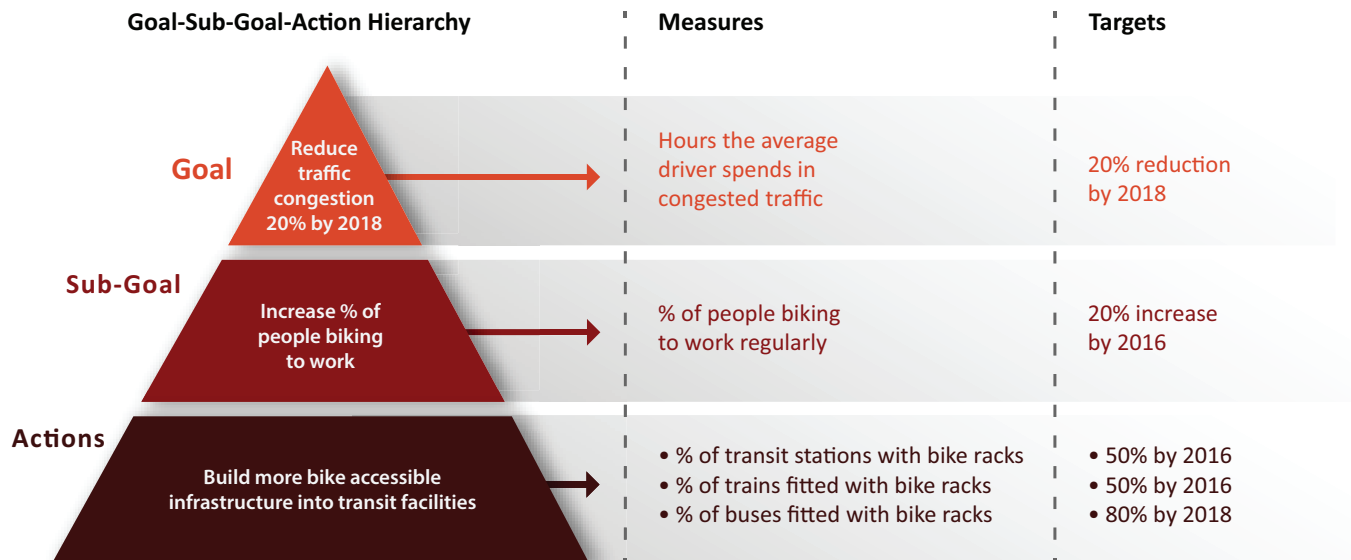 Goal-Sub-Goal-Action Hierarchy
Measures
Targets
Goal
Reduce
traffic
congestion
20% by 2018
Hours the average
driver spends in
congested traffic
20% reduction
by 2018
Sub-Goal
Increase % of
people biking
to work
% of people biking
to work regularly
20% increase
by 2016
Actions
Build more bike accessible
infrastructure into transit facilities
• % of transit stations with bike racks
• % of trains fitted with bike racks
• % of buses fitted with bike racks
• 50% by 2016
• 50% by 2016
• 80% by 2018